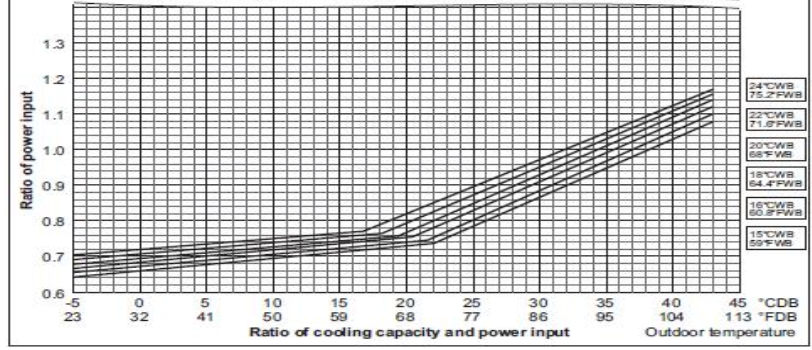 1.3
1.2
1.1
1.0
0.9
0.8
0.7
0.6
Ratio of power input
24°CWB
75.2°FWB
22°CWB
71.6°FWB
20°CWB
68°FWB
18°CWB
64.4°FWB
16°CWB
60.8°FWB
15°CWB
59°FWB
-5 0 5 10 15 20 25 30 35 40 45 °CDB
23 32 41 50 59 68 77 86 95 104 113 °FDB
Ratio of cooling capacity and power input Outdoor temperature